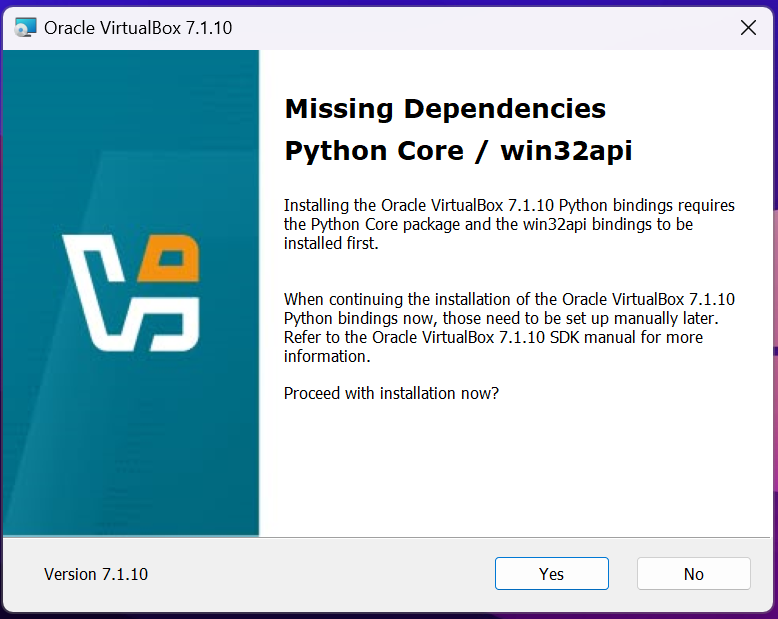 Oracle VirtualBox 7.1.10
Missing Dependencies
Python Core / win32api
Installing the Oracle VirtualBox 7.1.10 Python bindings requires
the Python Core package and the win32api bindings to be
installed first.
When continuing the installation of the Oracle VirtualBox 7.1.10
Python bindings now, those need to be set up manually later.
Refer to the Oracle VirtualBox 7.1.10 SDK manual for more
information.
Proceed with installation now?
Version 7.1.10
Yes
No